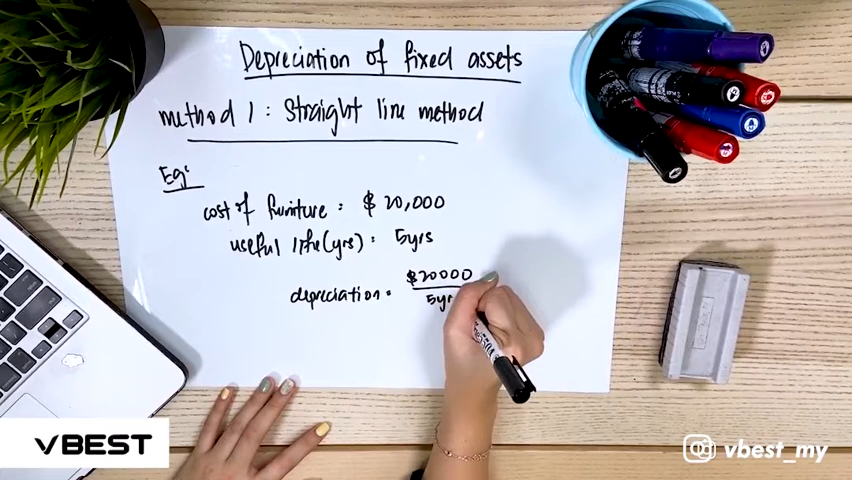 Depreciation of fixed assets
method 1 : Straight line method
Eg:
cost of furniture = $ 20,000
useful life (yrs) = 5yrs
depreciation = $20000
VBEST
vbest_my